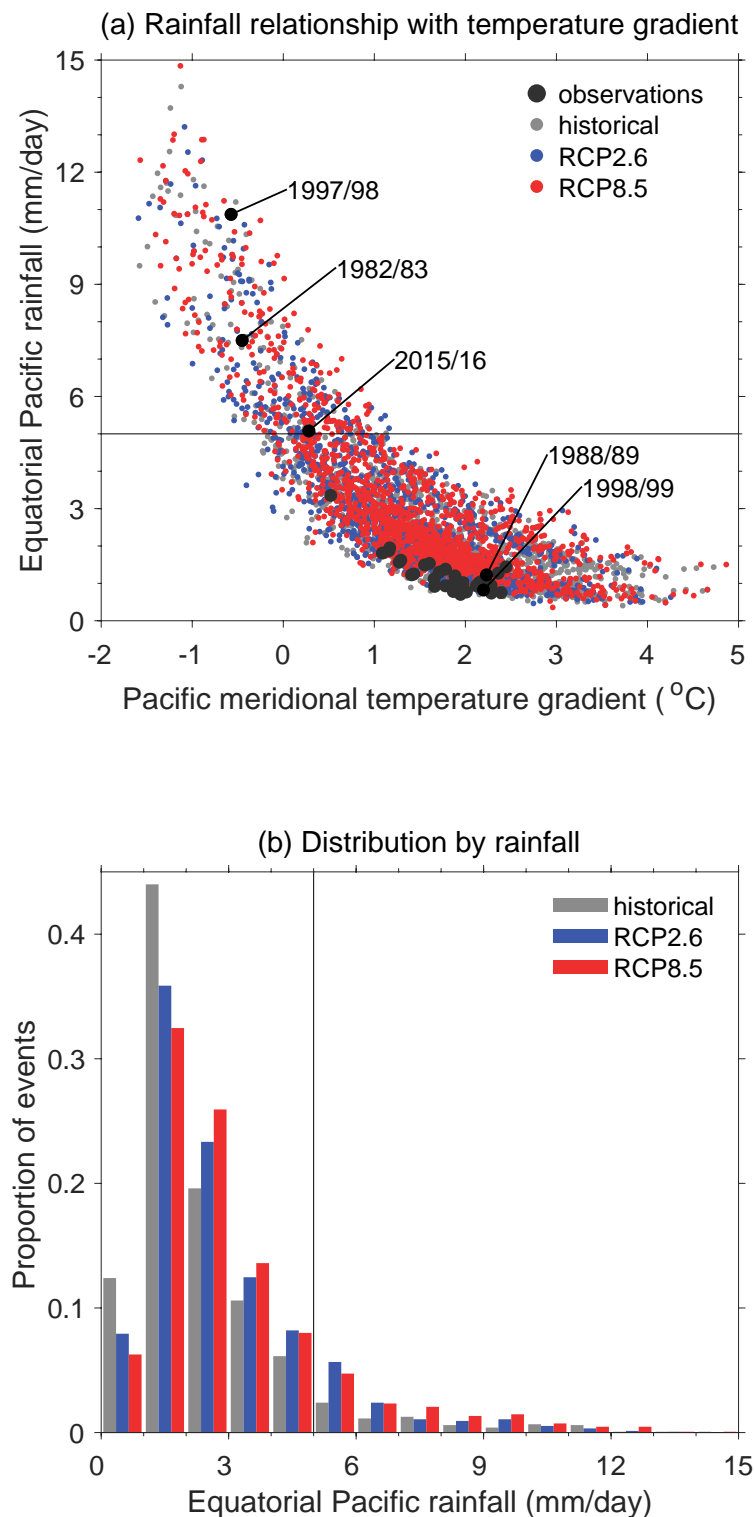 (a) Rainfall relationship with temperature gradient
15
12
9
6
3
0
Equatorial Pacific rainfall (mm/day)
observations
historical
RCP2.6
RCP8.5
1997/98
1982/83
2015/16
1988/89
1998/99
-2 -1 0 1 2 3 4 5
Pacific meridional temperature gradient ( °C)
(b) Distribution by rainfall
0.4
0.3
0.2
0.1
0
Proportion of events
historical
RCP2.6
RCP8.5
0 3 6 9 12 15
Equatorial Pacific rainfall (mm/day)